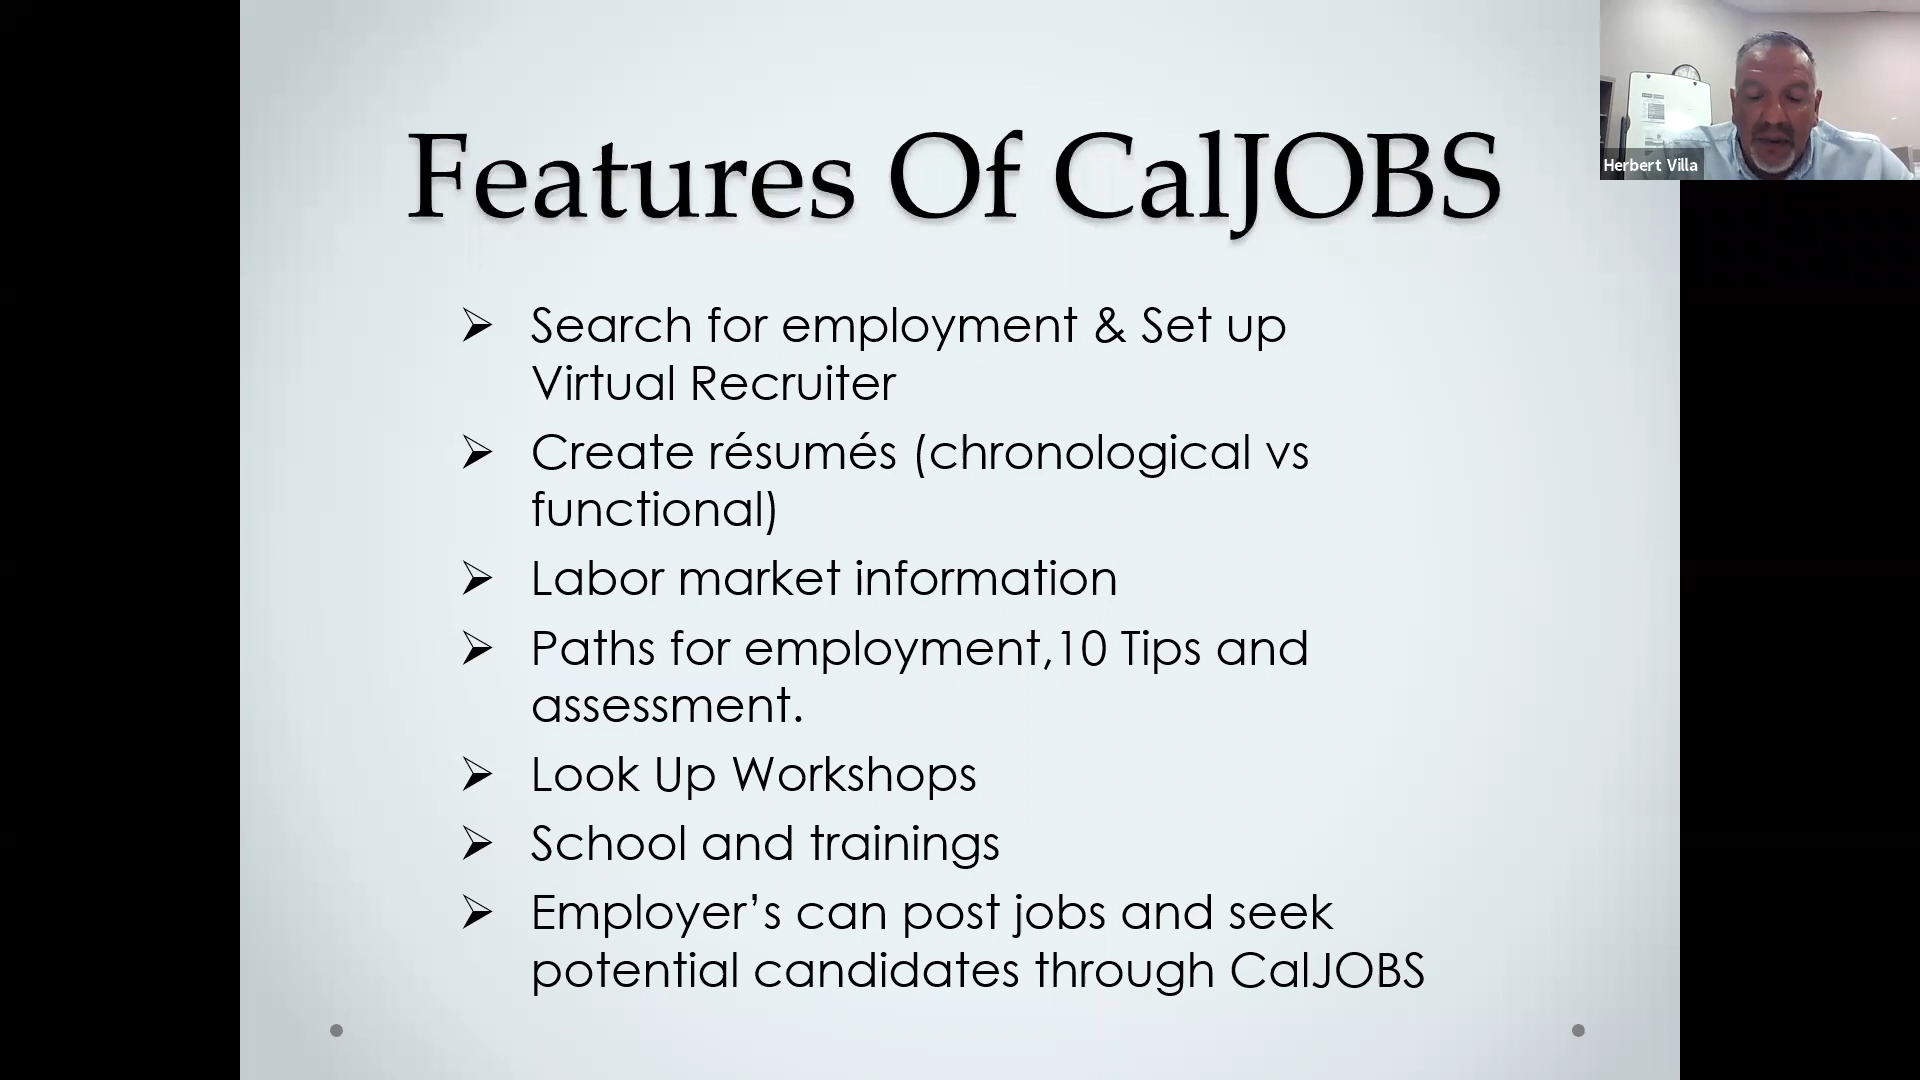 Features Of CalJOBS
Herbert Villa
➢ Search for employment & Set up
Virtual Recruiter
➢ Create résumés (chronological vs
functional)
➢ Labor market information
➢ Paths for employment,10 Tips and
assessment.
➢ Look Up Workshops
➢ School and trainings
➢ Employer’s can post jobs and seek
potential candidates through CalJOBS